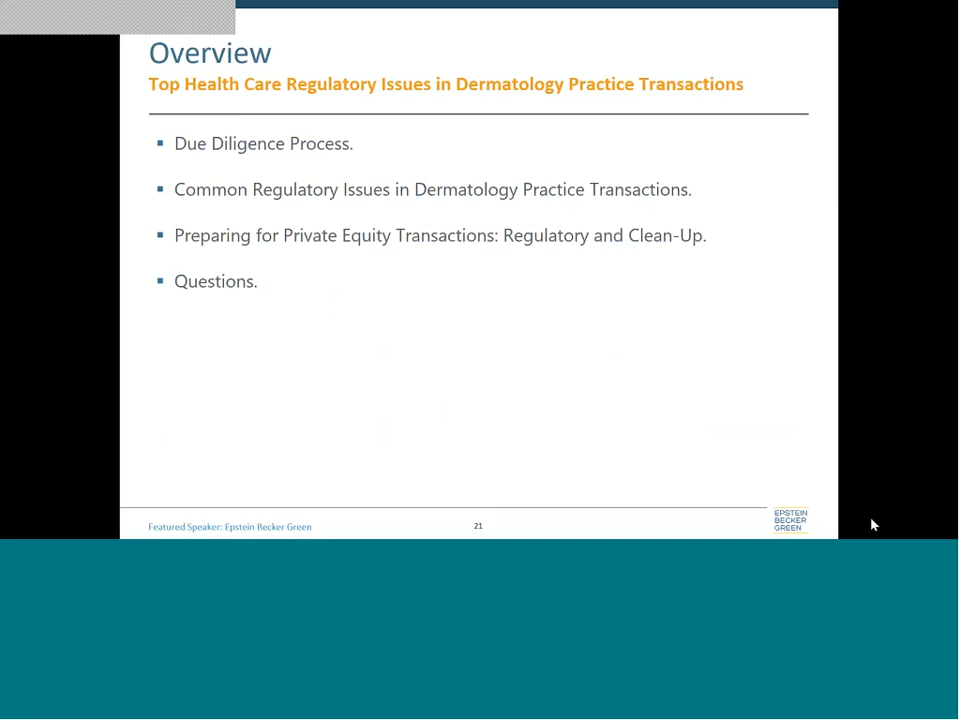 Overview
Top Health Care Regulatory Issues in Dermatology Practice Transactions
Due Diligence Process.
Common Regulatory Issues in Dermatology Practice Transactions.
Preparing for Private Equity Transactions: Regulatory and Clean-Up.
Questions.
Featured Speaker: Epstein Becker Green
21
EPSTEIN
BECKER
GREEN